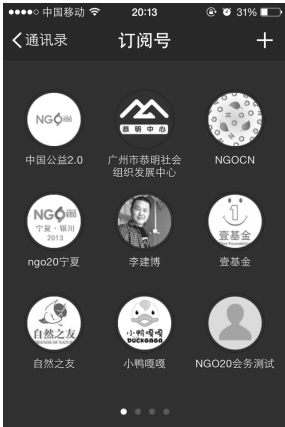 中国移动 20:13 31%
通讯录 订阅号 +
NGO
恭明中心
中国公益2.0 广州市恭明社会 NGOCN
组织发展中心
NGO
宁夏·银川
2013
1
壹基金
ngo20宁夏 李建博 壹基金
自然之友
小鸭嘎嘎
DUCKGAGA
自然之友 小鸭嘎嘎 NGO20会务测试